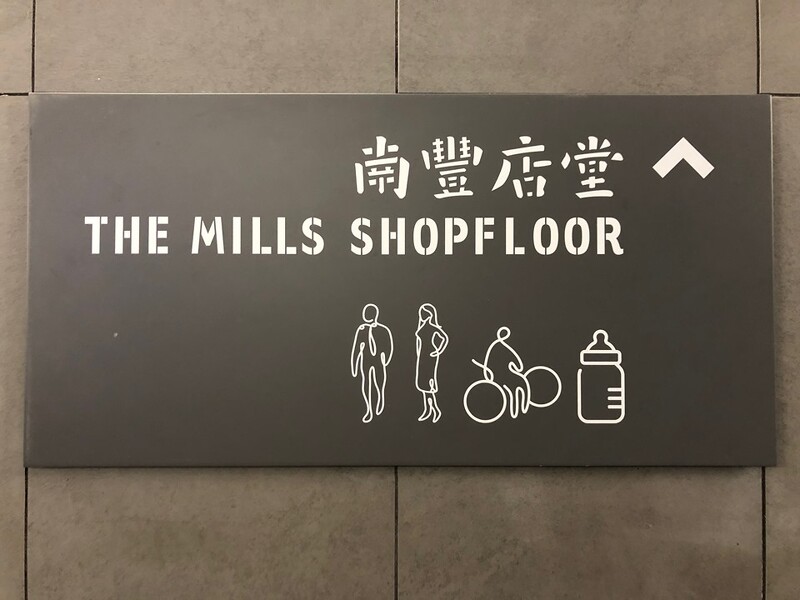 南豐店堂
THE MILLS SHOPFLOOR